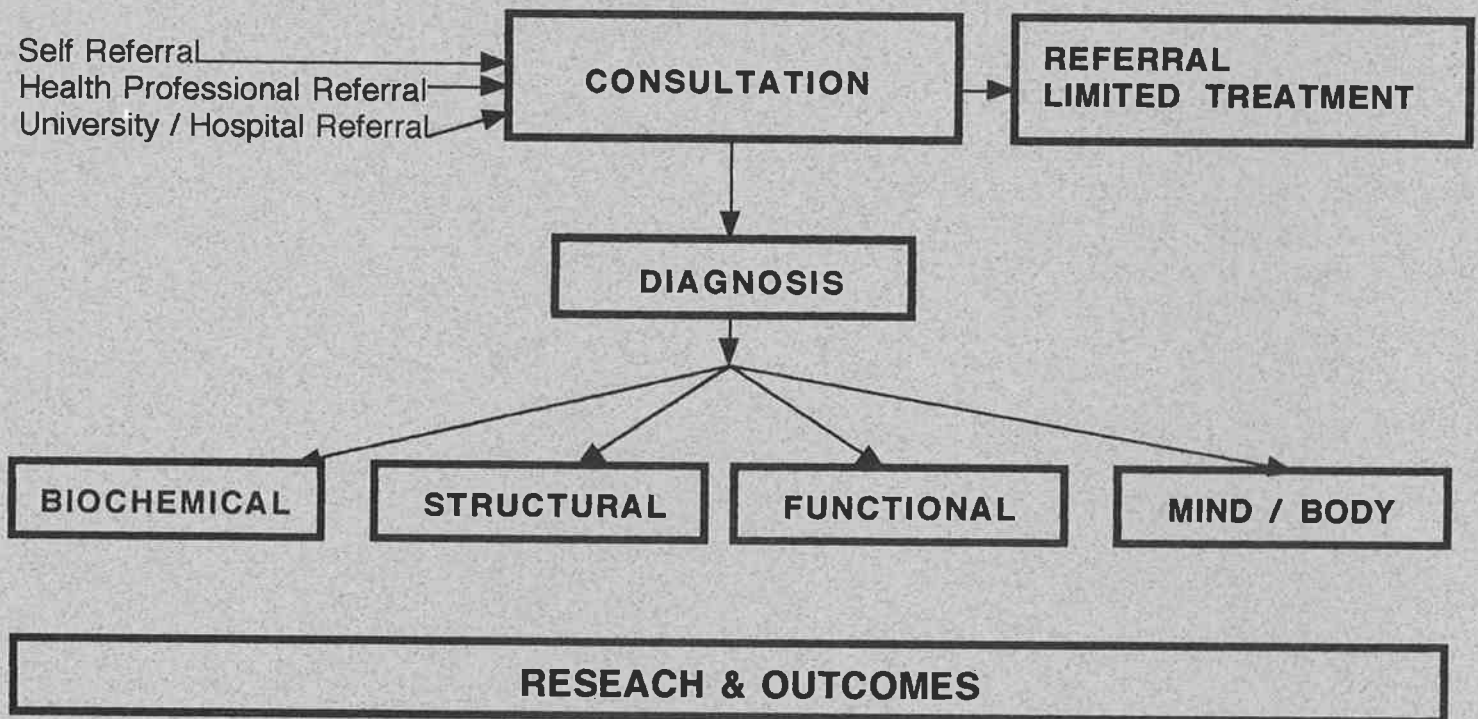 Self Referral
Health Professional Referral
University / Hospital Referral
CONSULTATION
REFERRAL
LIMITED TREATMENT
DIAGNOSIS
BIOCHEMICAL
STRUCTURAL
FUNCTIONAL
MIND / BODY
RESEACH & OUTCOMES